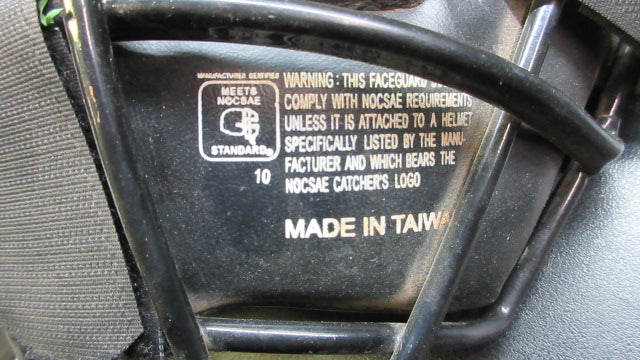 MANUFACTURER CERTIFIED
MEETS
NOCSAE
STANDARD®
10
WARNING: THIS FACEGUARD
COMPLY WITH NOCSAE REQUIREMENTS
UNLESS IT IS ATTACHED TO A HELMET
SPECIFICALLY LISTED BY THE MANU-
FACTURER AND WHICH BEARS THE
NOCSAE CATCHER'S LOGO
MADE IN TAIWA